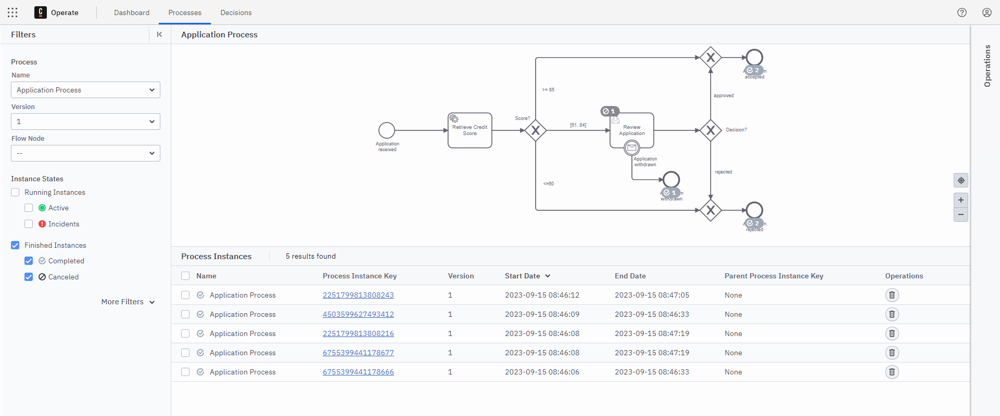 Operate
Dashboard
Processes
Decisions
Filters
Application Process
Operations
Process
Name
Application Process
Version
1
Flow Node
--
Instance States
Running Instances
Active
Incidents
Finished Instances
Completed
Canceled
More Filters
Application
received
Retrieve Credit
Score
Score?
>= 85
[61..84]
<=60
1
Review
Application
Application
withdrawn
1
withdrawn
approved
Decision?
rejected
2
accepted
2
rejected
Process Instances
5 results found
Name Process Instance Key Version Start Date End Date Parent Process Instance Key Operations
Application Process 2251799813808243 1 2023-09-15 08:46:12 2023-09-15 08:47:05 None
Application Process 4503599627493412 1 2023-09-15 08:46:09 2023-09-15 08:46:33 None
Application Process 2251799813808216 1 2023-09-15 08:46:08 2023-09-15 08:47:19 None
Application Process 6755399441178677 1 2023-09-15 08:46:08 2023-09-15 08:47:19 None
Application Process 6755399441178666 1 2023-09-15 08:46:06 2023-09-15 08:46:33 None